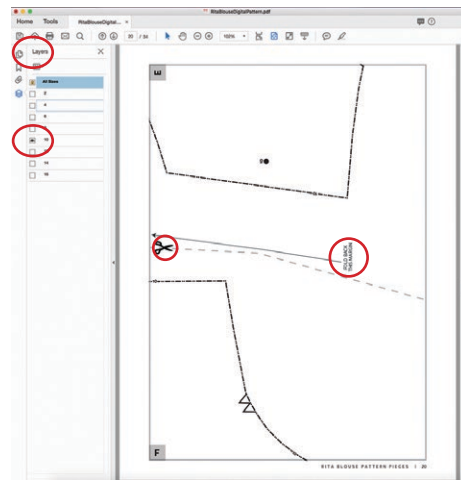 RitaBlouseDigitalPattern.pdf
Home Tools RitaBlouseDigital... ×
20 / 34 102%
Layers ×
All Sizes
2
4
6
10
14
16
E
FOLD BACK
THIS MARGIN
F
RITA BLOUSE PATTERN PIECES | 20